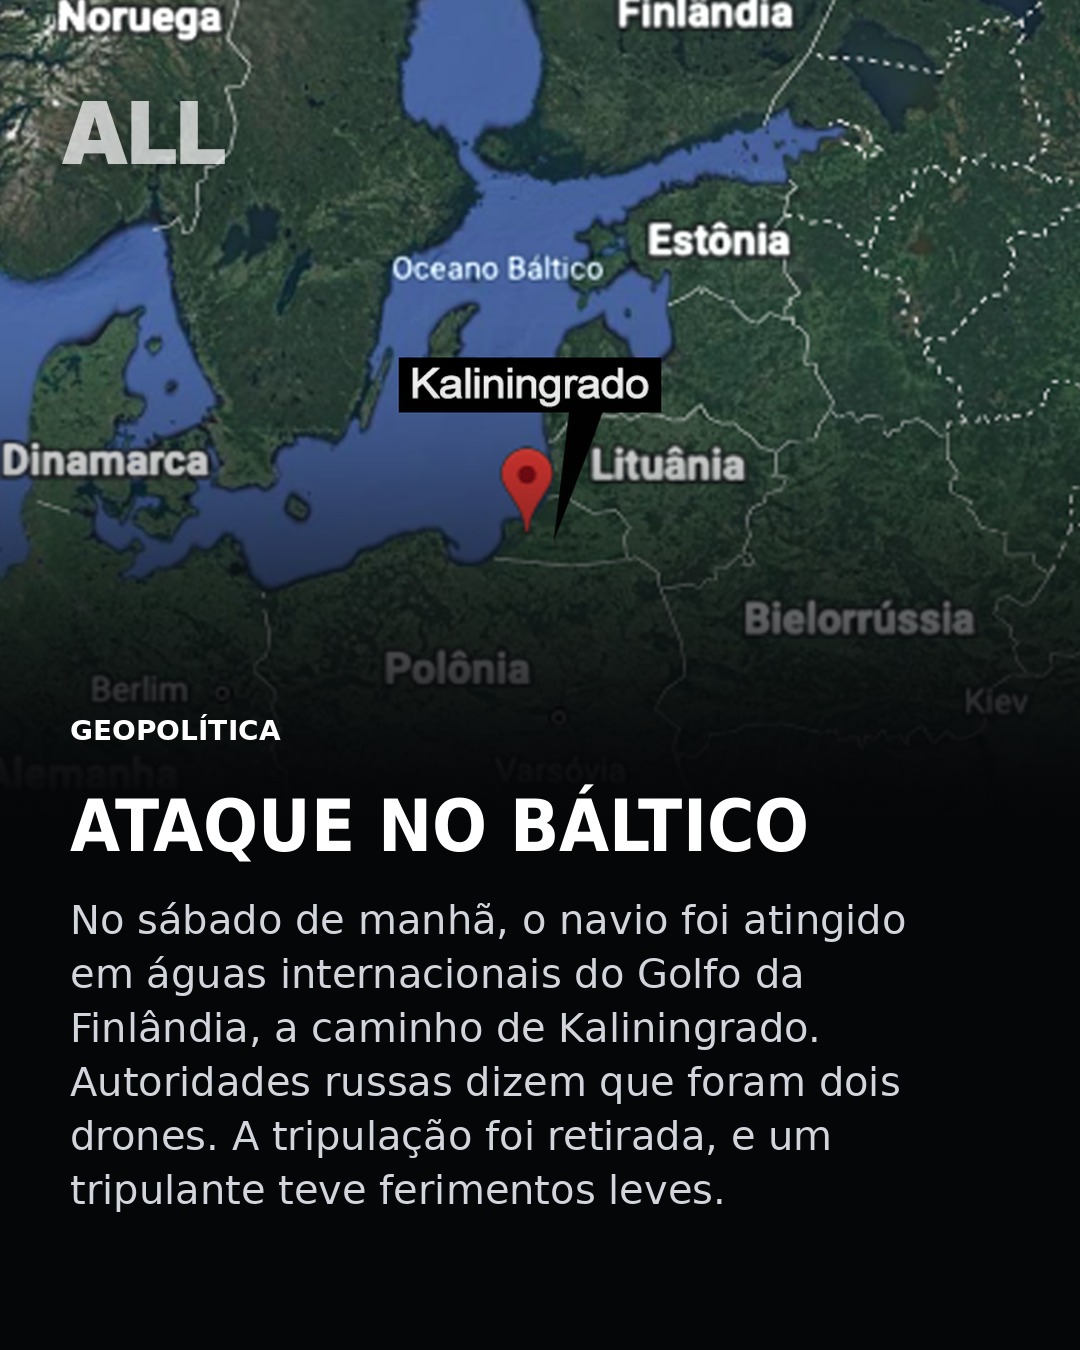 Noruega
Finlândia
ALL
Estônia
Oceano Báltico
Kaliningrado
Dinamarca
Lituânia
Bielorrússia
Polônia
Berlim
Kiev
GEOPOLÍTICA
Alemanha
Varsóvia
ATAQUE NO BÁLTICO
No sábado de manhã, o navio foi atingido
em águas internacionais do Golfo da
Finlândia, a caminho de Kaliningrado.
Autoridades russas dizem que foram dois
drones. A tripulação foi retirada, e um
tripulante teve ferimentos leves.